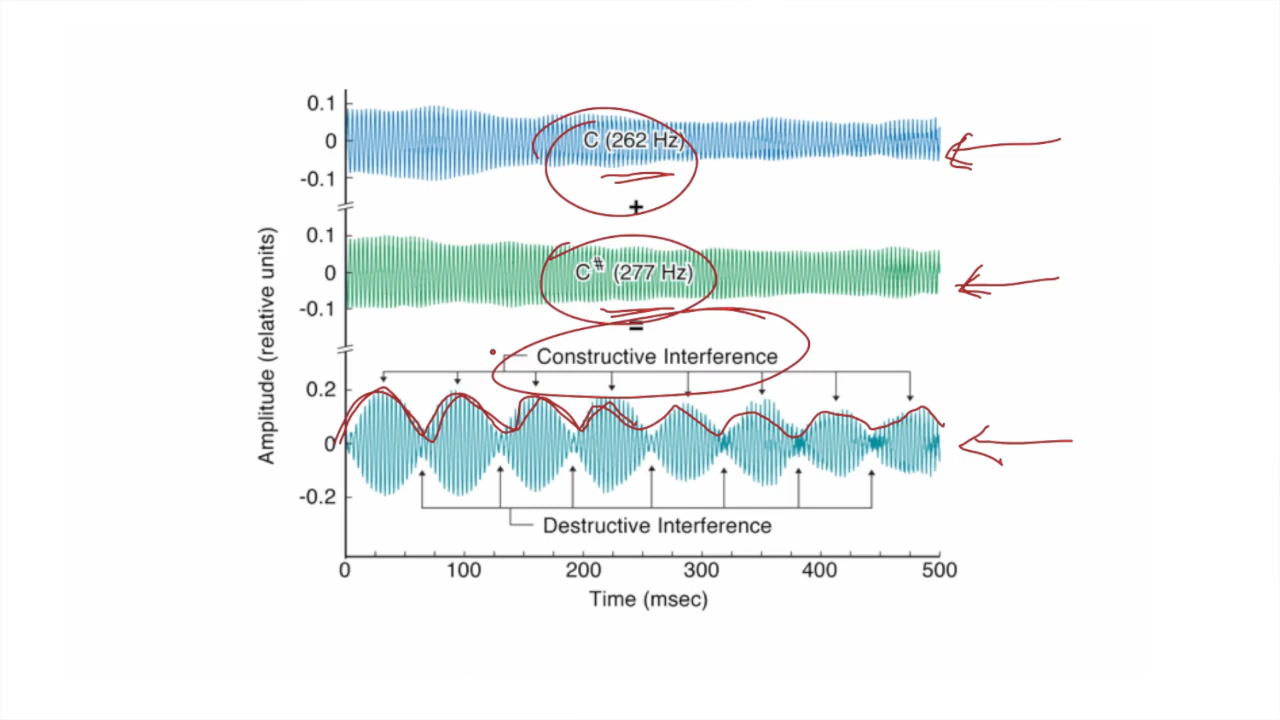 0.1
0
-0.1
C (262 Hz)
+
0.1
0
-0.1
C# (277 Hz)
=
Constructive Interference
0.2
0
-0.2
Destructive Interference
Amplitude (relative units)
0 100 200 300 400 500
Time (msec)